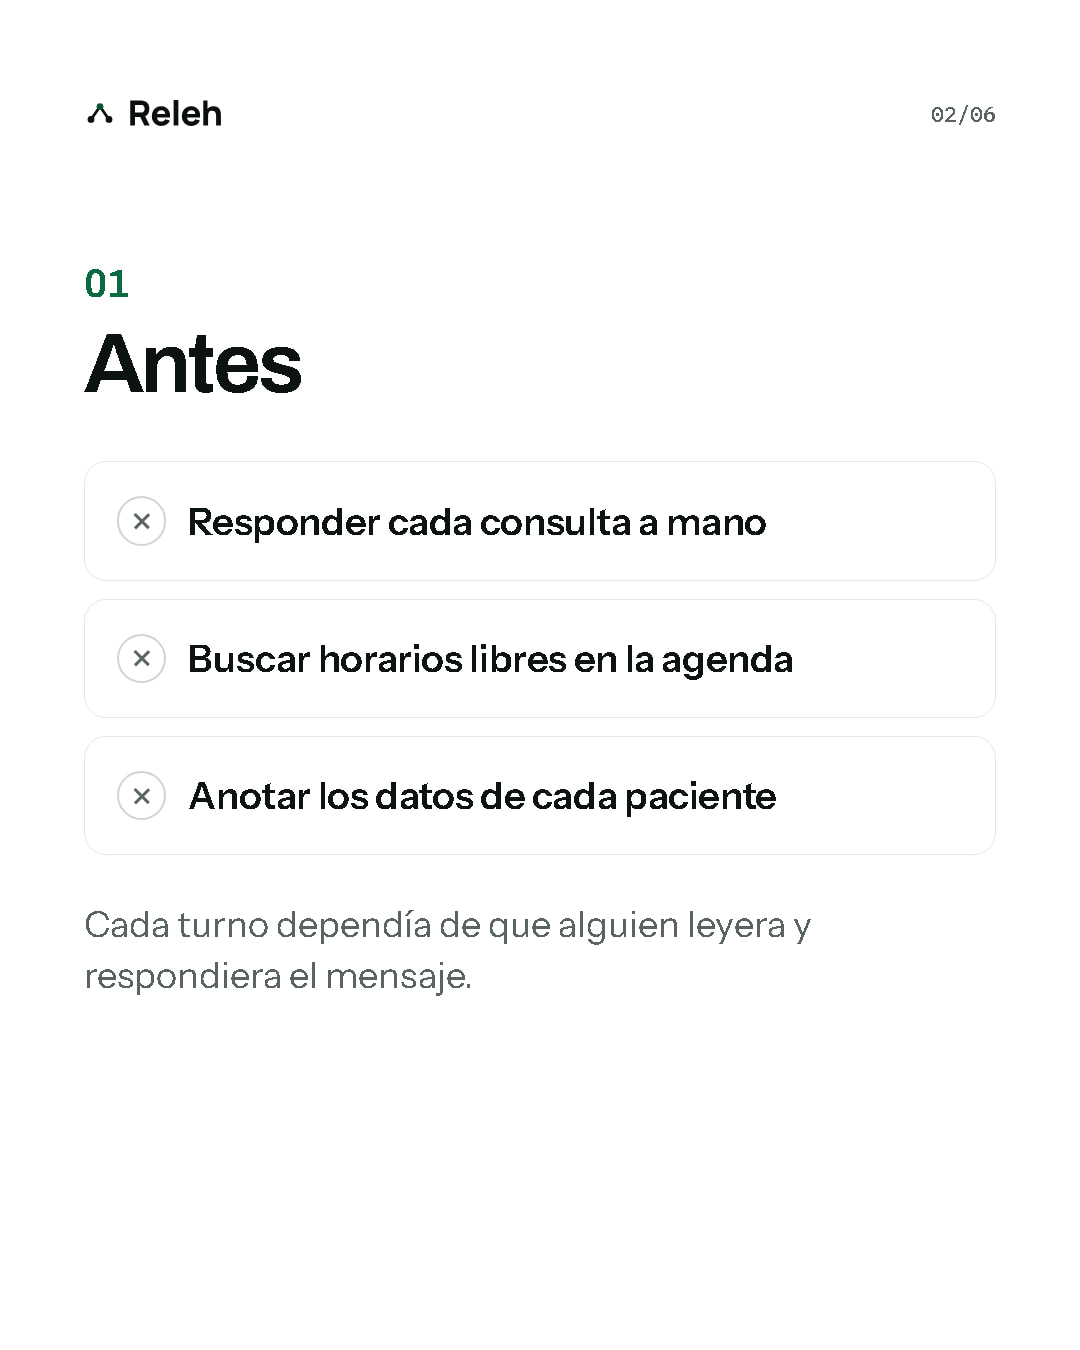 Releh
02/06
01
Antes
Responder cada consulta a mano
Buscar horarios libres en la agenda
Anotar los datos de cada paciente
Cada turno dependía de que alguien leyera y
respondiera el mensaje.